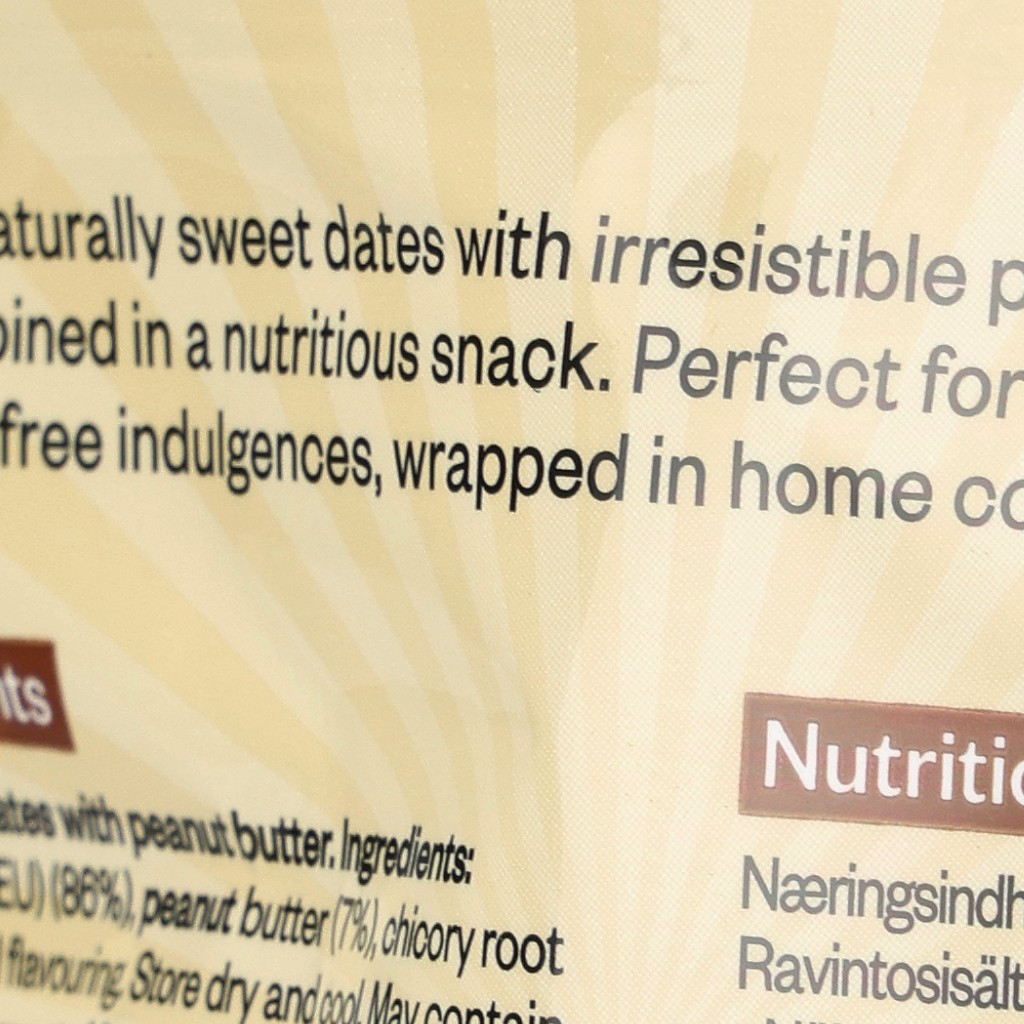 aturally sweet dates with irresistible p
oined in a nutritious snack. Perfect for
free indulgences, wrapped in home co
nts
ates with peanut butter. Ingredients:
EU) (86%), peanut butter (7%), chicory root
flavouring. Store dry and cool. May contain
Nutritio
Næringsindh
Ravintosisält